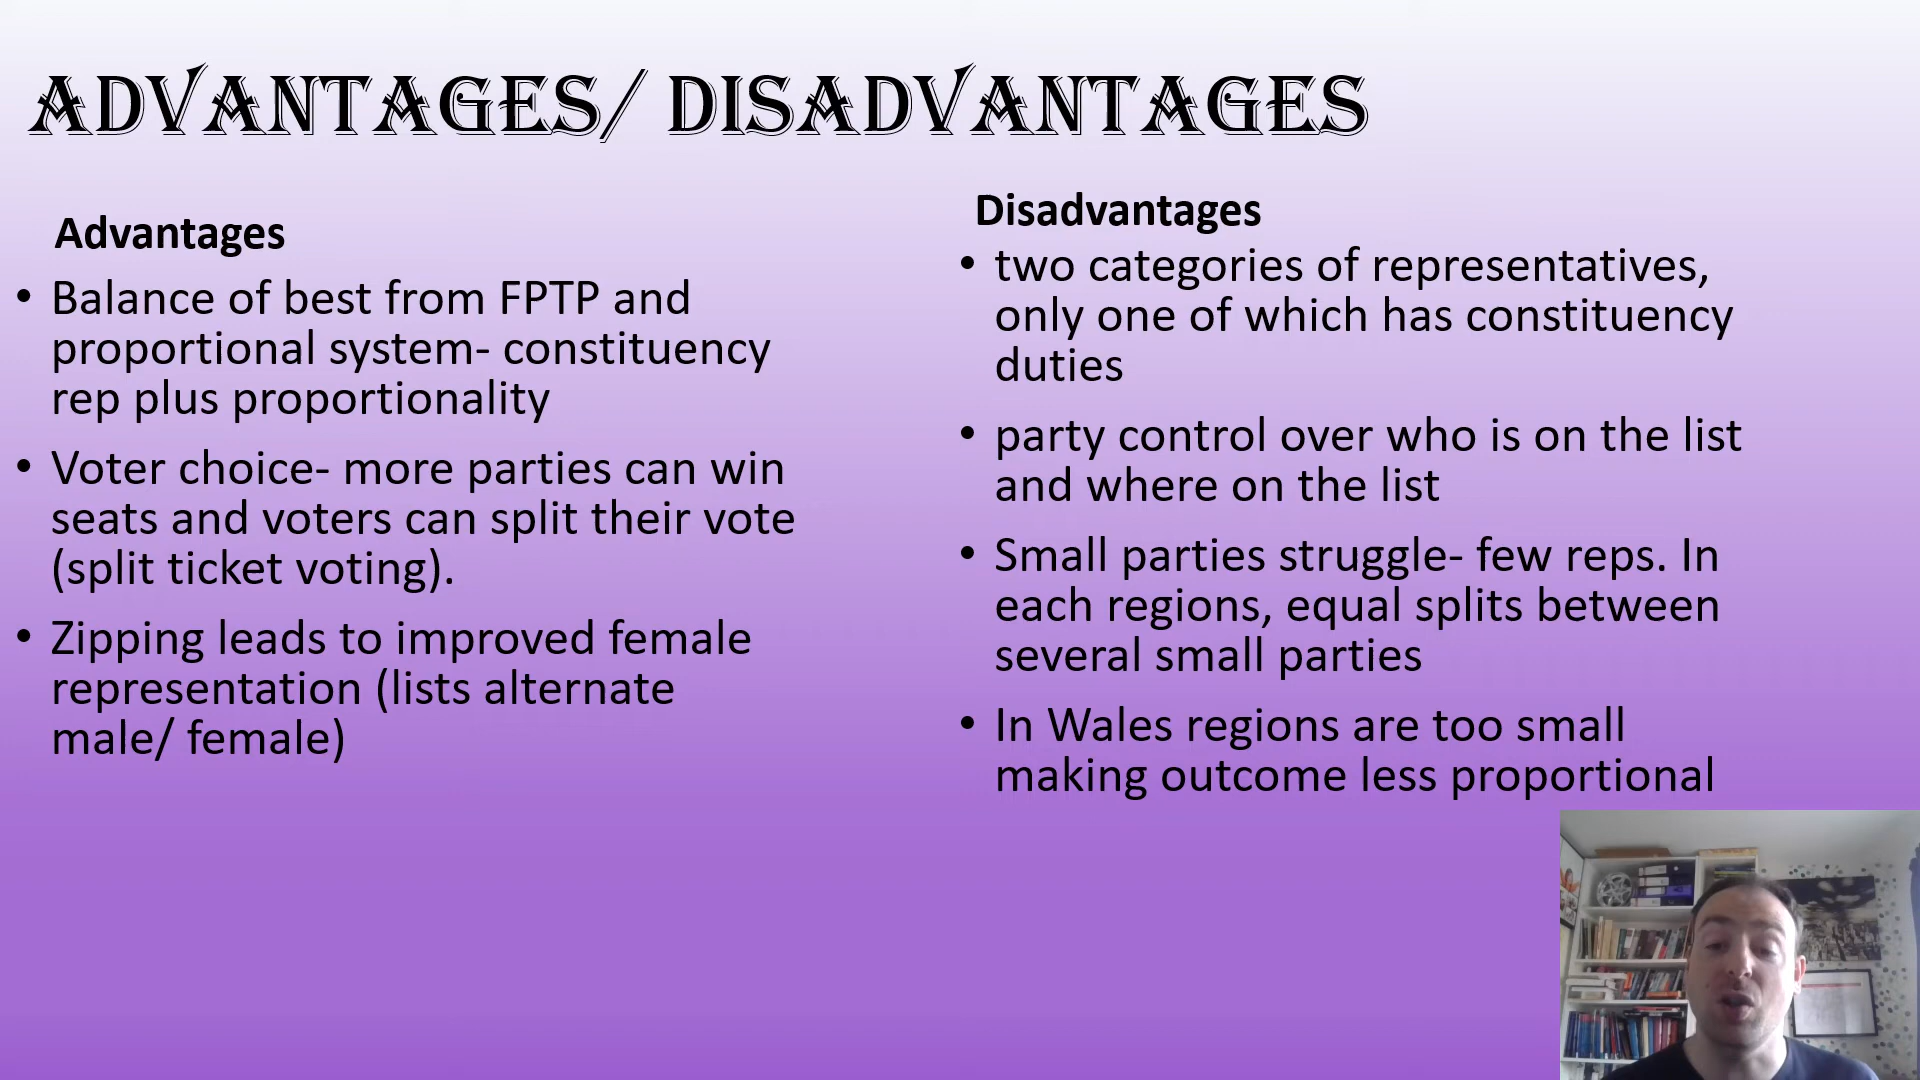 ADVANTAGES/ DISADVANTAGES
Advantages
• Balance of best from FPTP and
proportional system- constituency
rep plus proportionality
• Voter choice- more parties can win
seats and voters can split their vote
(split ticket voting).
• Zipping leads to improved female
representation (lists alternate
male/ female)
Disadvantages
• two categories of representatives,
only one of which has constituency
duties
• party control over who is on the list
and where on the list
• Small parties struggle- few reps. In
each regions, equal splits between
several small parties
• In Wales regions are too small
making outcome less proportional